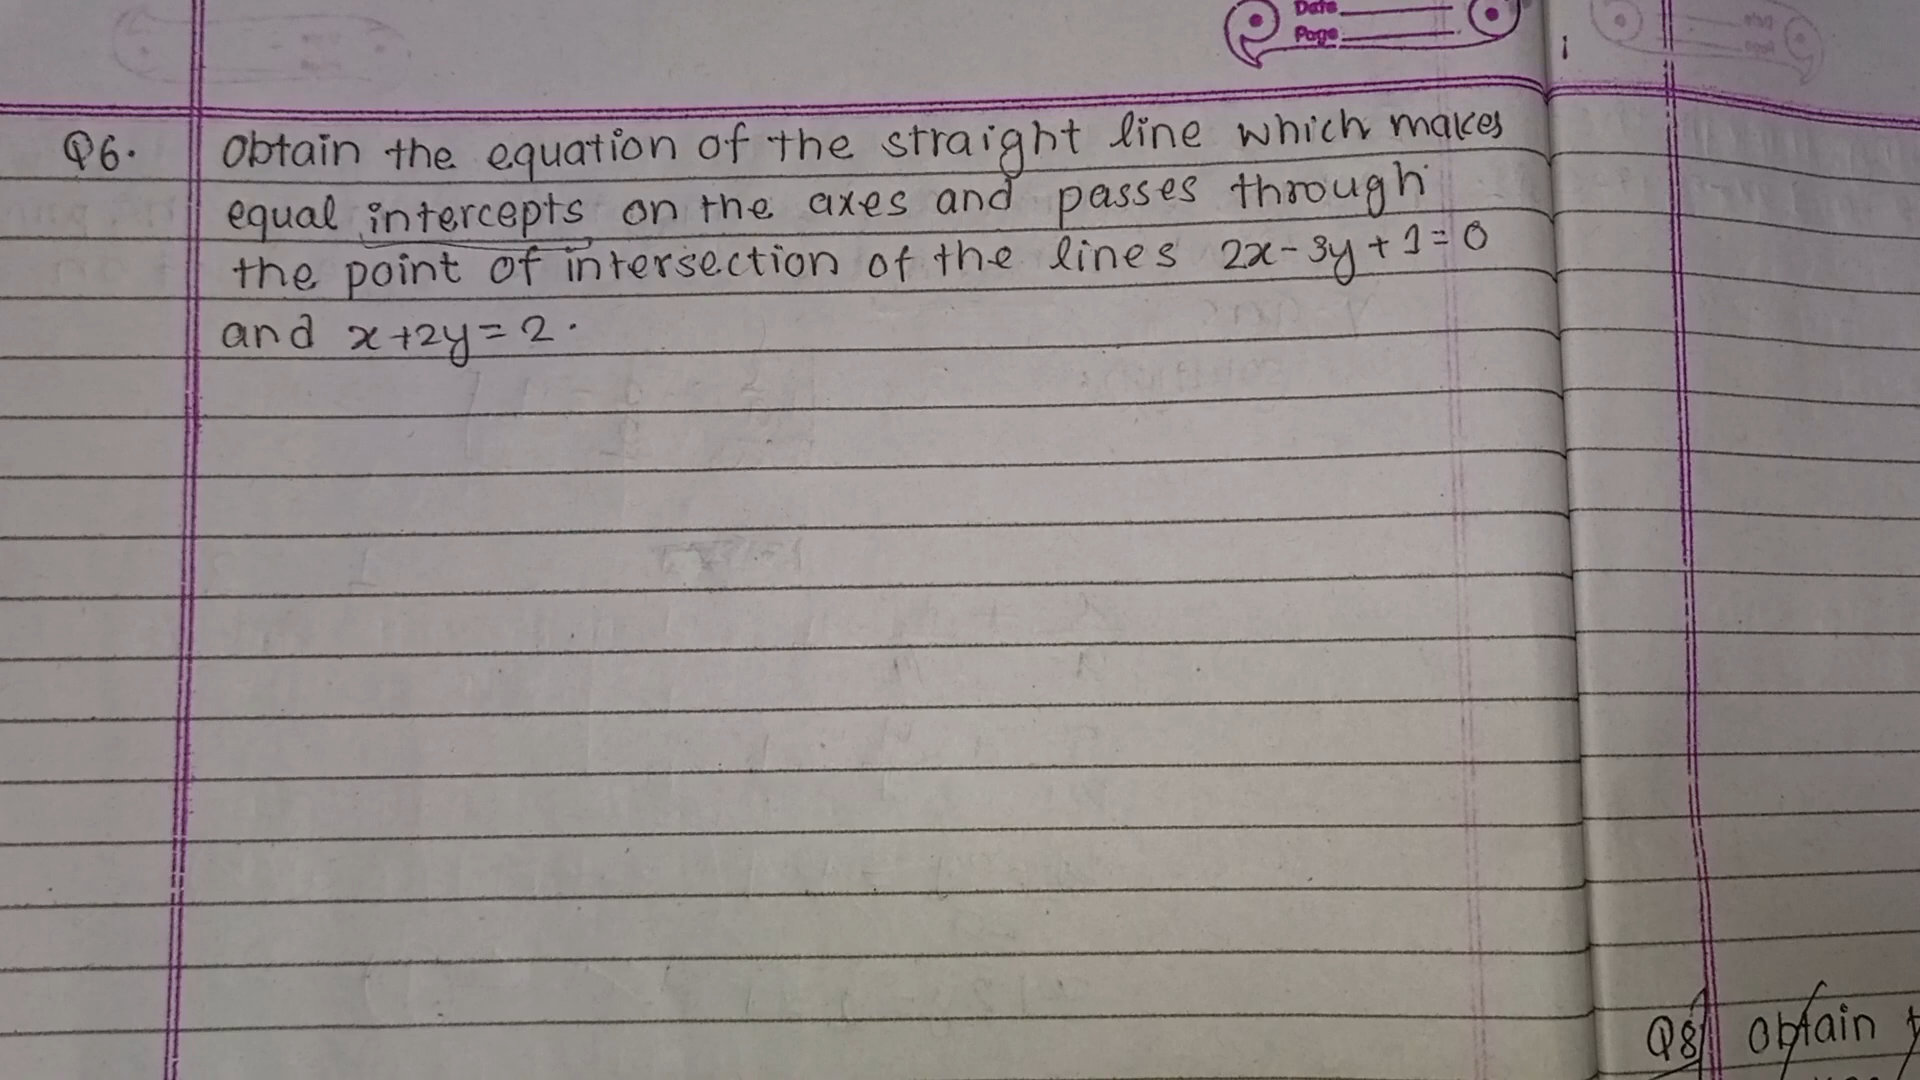 Date
Page
Q6. Obtain the equation of the straight line which makes
equal intercepts on the axes and passes through
the point of intersection of the lines 2x-3y+1=0
and x+2y=2.
Q8 Obtain